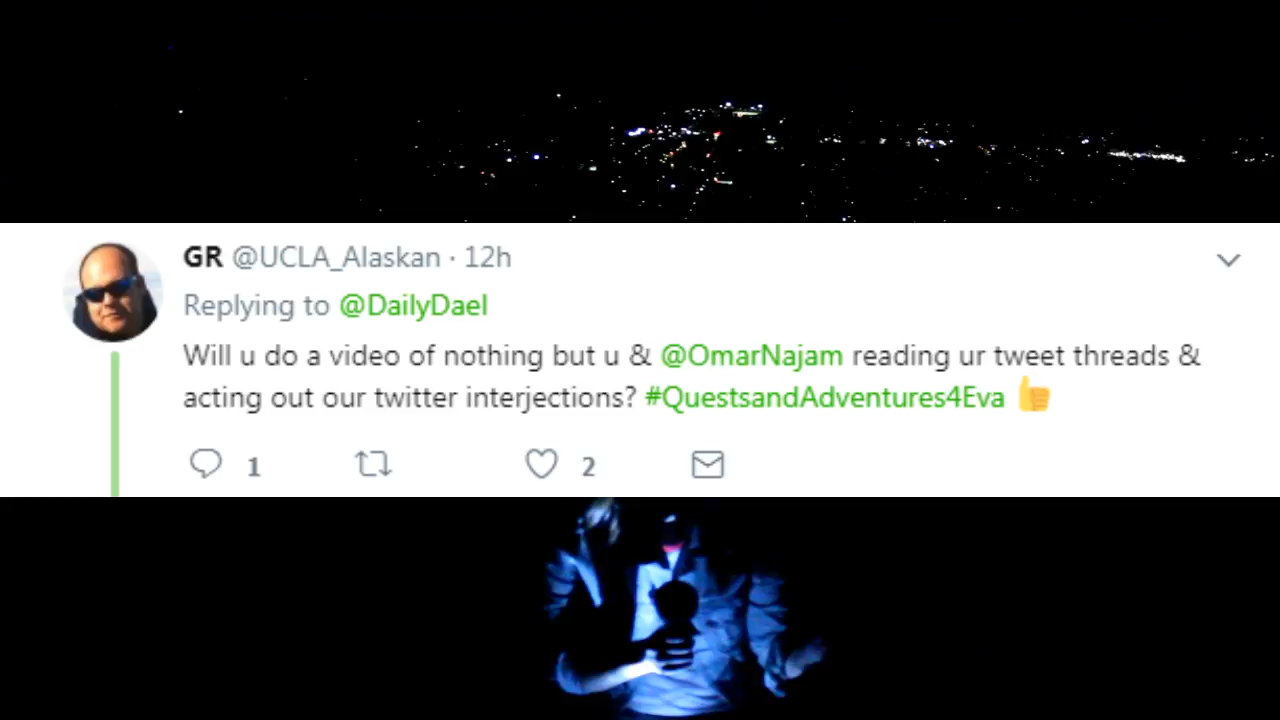 GR @UCLA_Alaskan · 12h
Replying to @DailyDael
Will u do a video of nothing but u & @OmarNajam reading ur tweet threads &
acting out our twitter interjections? #QuestsandAdventures4Eva 👍
1 2